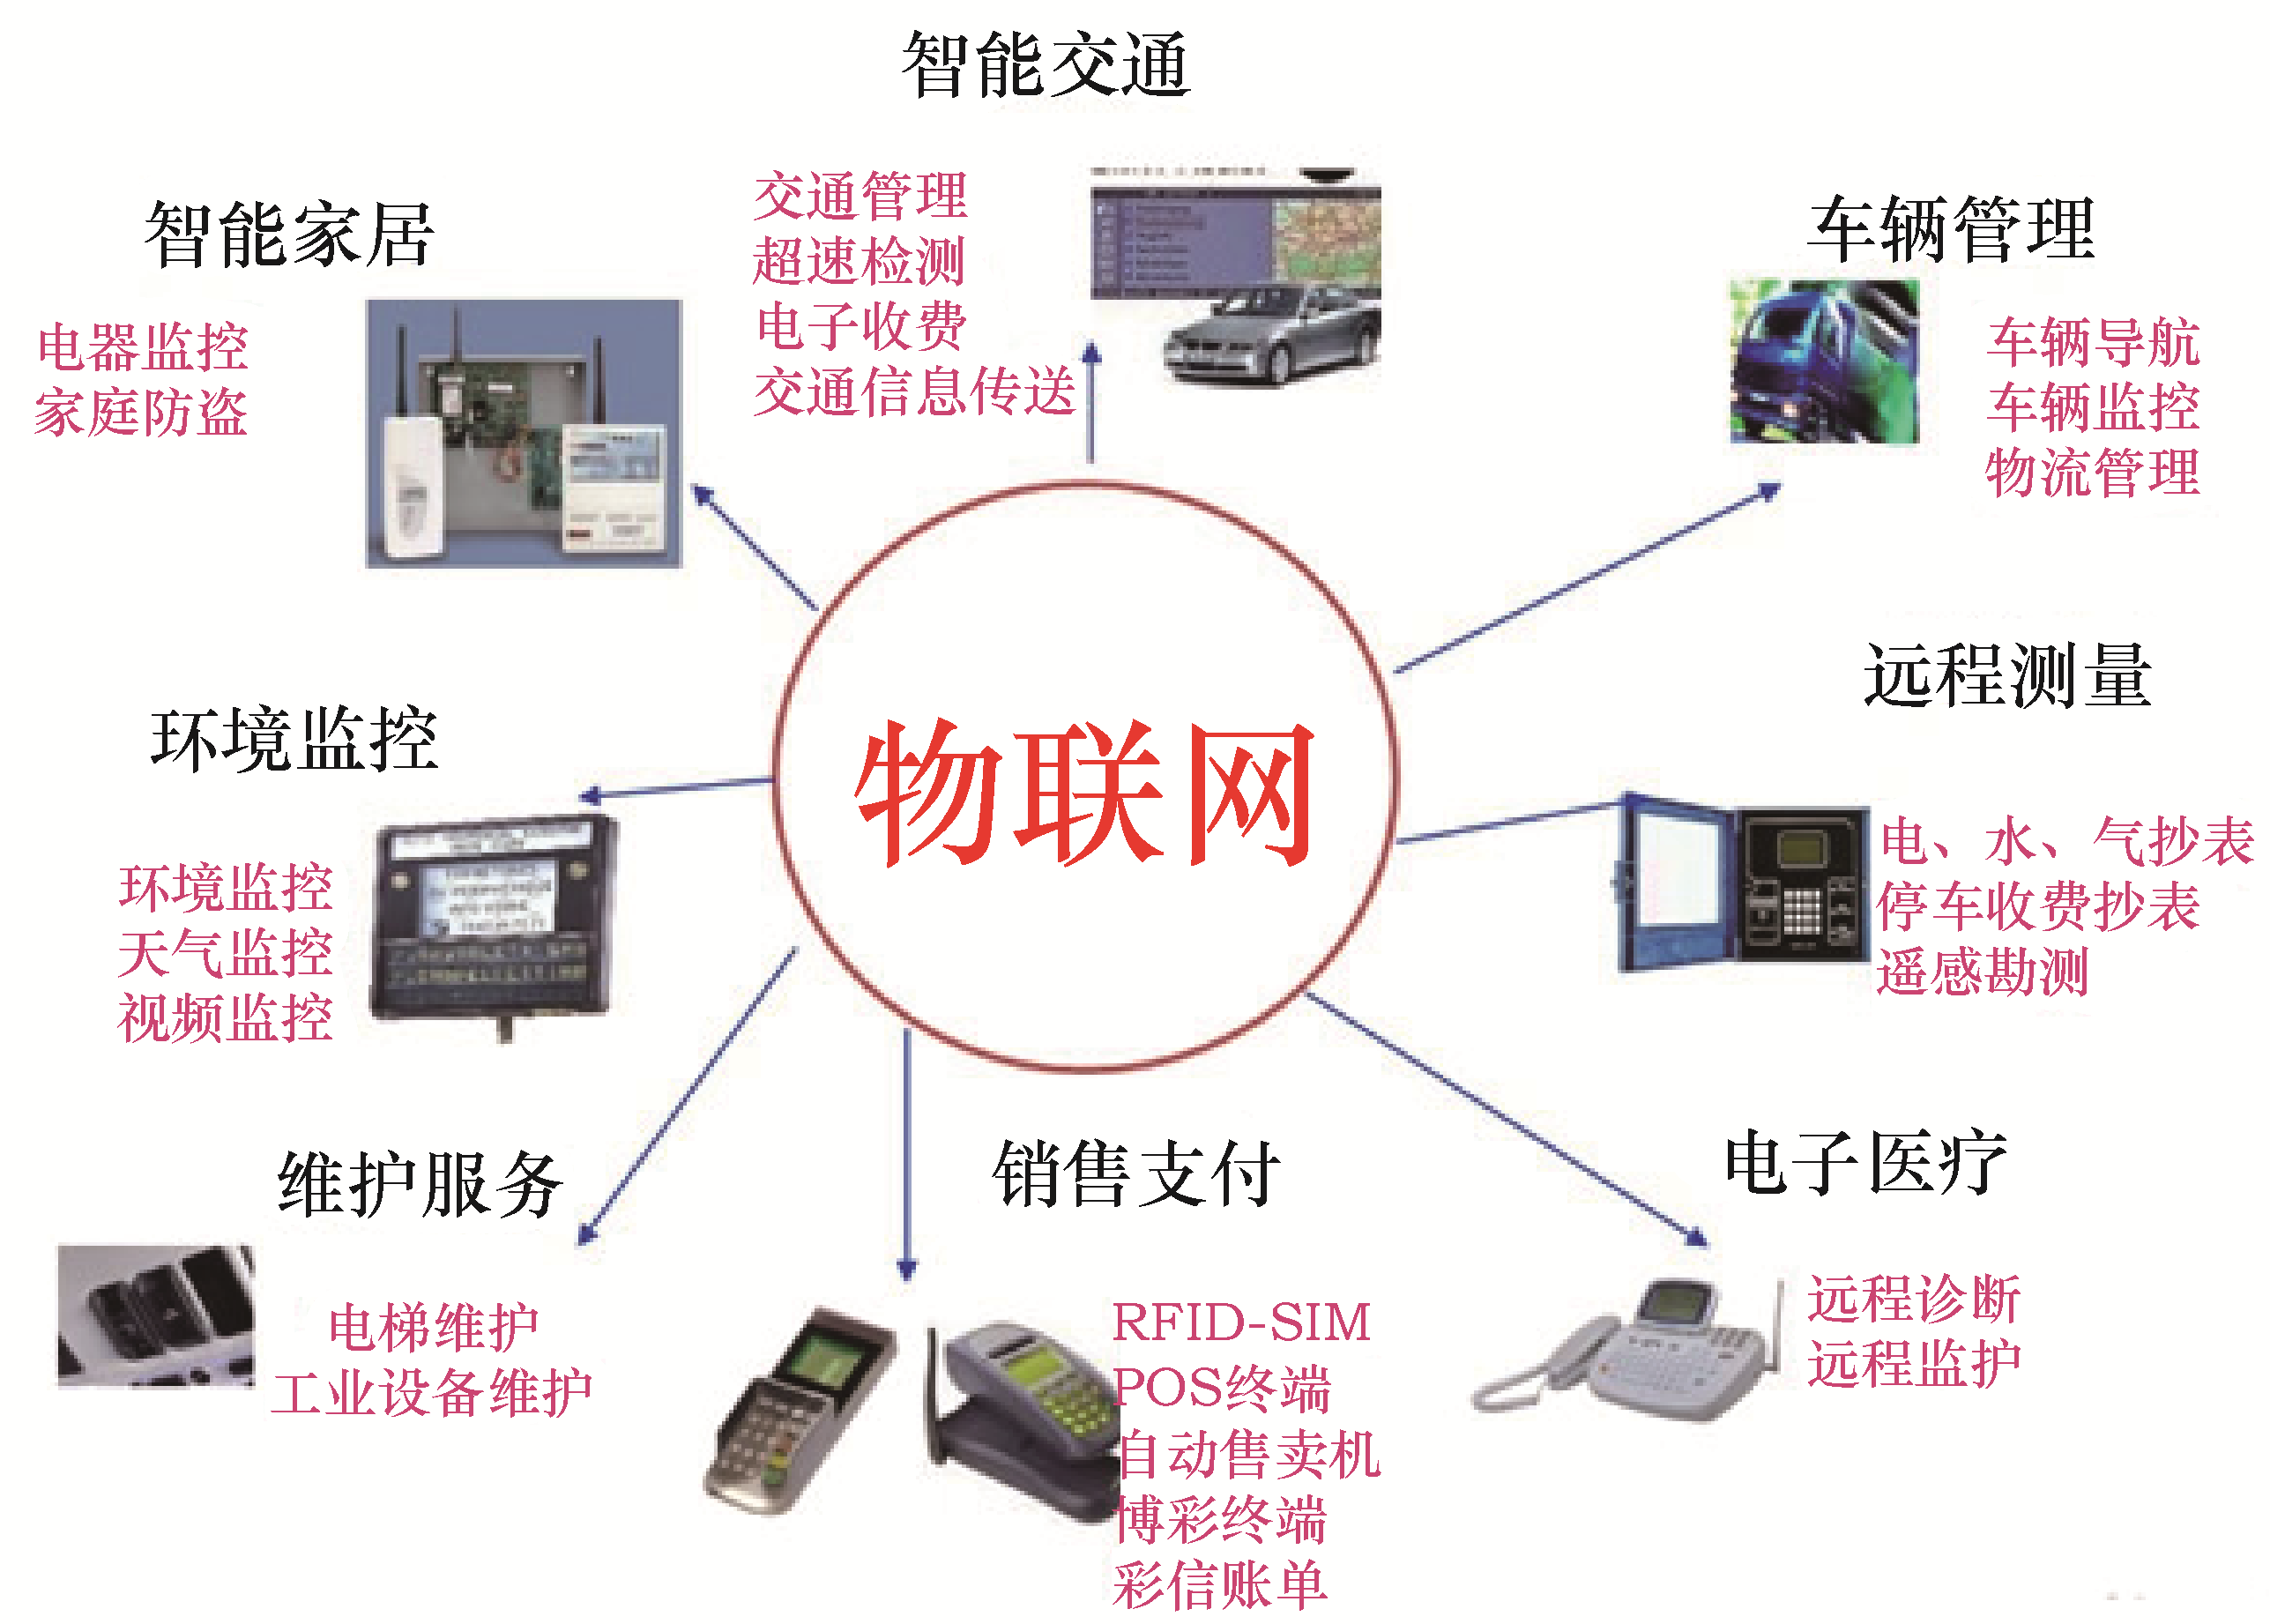 智能交通
交通管理
超速检测
电子收费
交通信息传送
智能家居
电器监控
家庭防盗
车辆管理
车辆导航
车辆监控
物流管理
物联网
环境监控
环境监控
天气监控
视频监控
远程测量
电、水、气抄表
停车收费抄表
遥感勘测
维护服务
电梯维护
工业设备维护
销售支付
RFID-SIM
POS终端
自动售卖机
博彩终端
彩信账单
电子医疗
远程诊断
远程监护